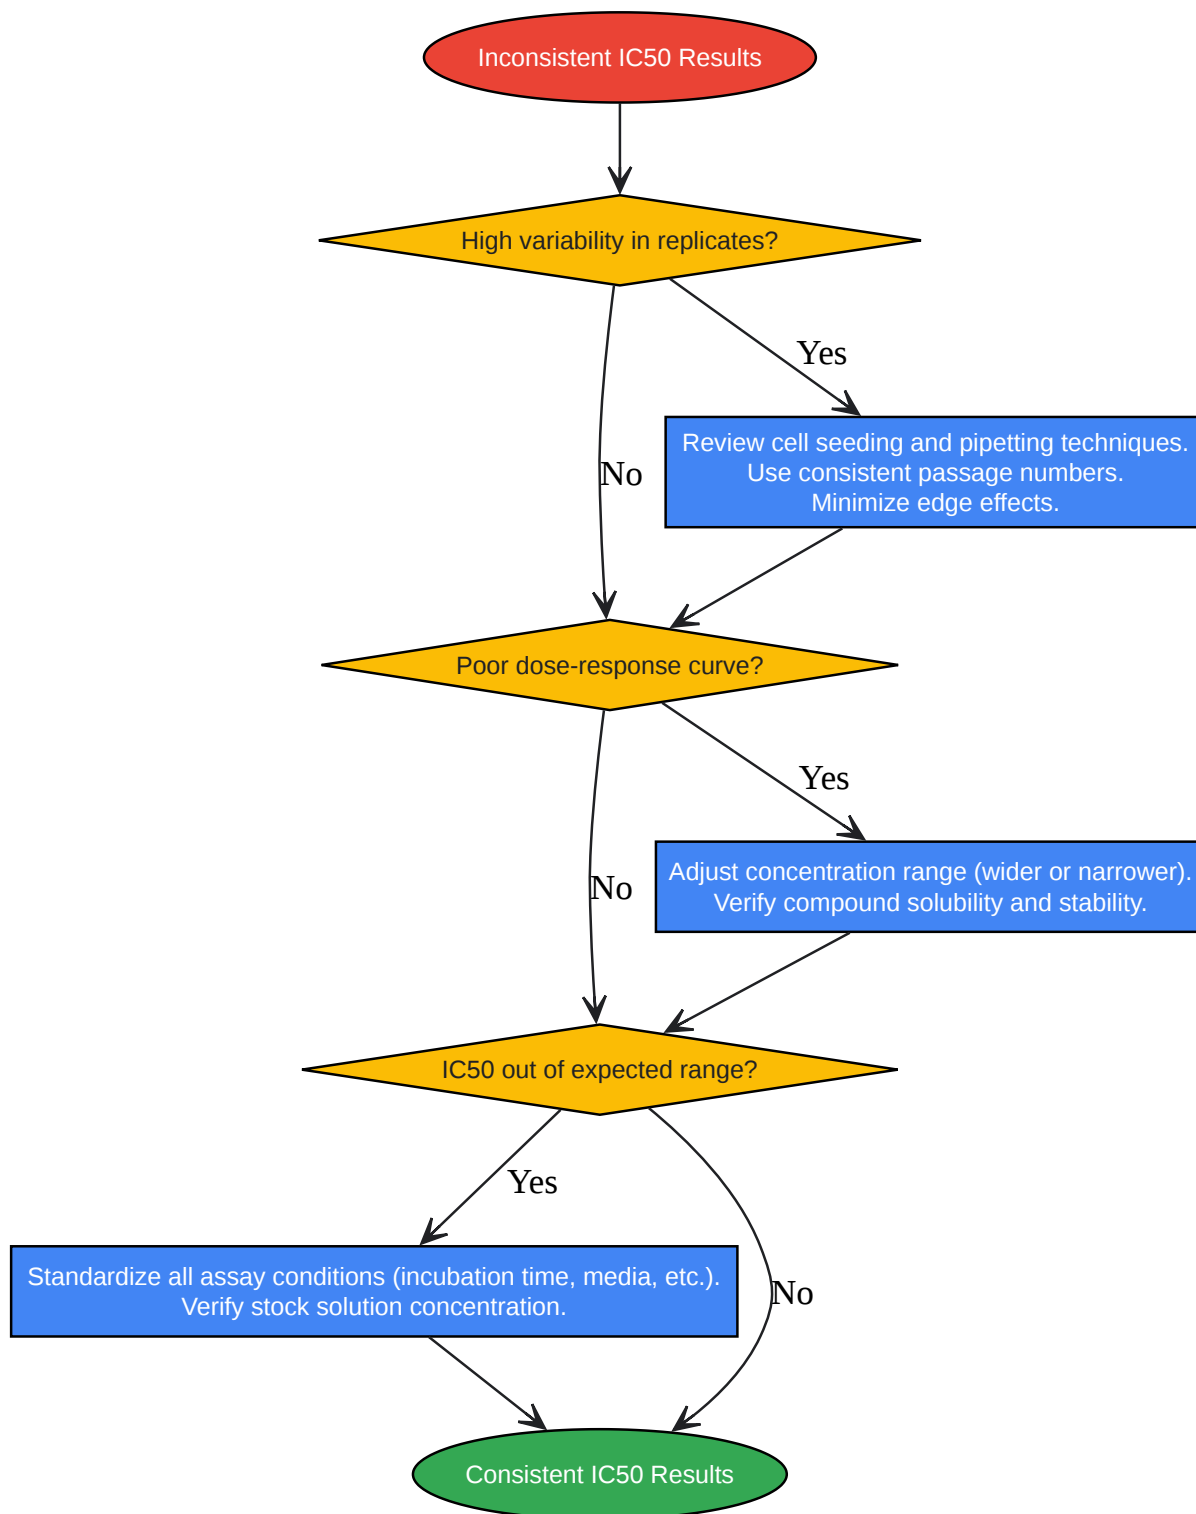 Inconsistent IC50 Results
High variability in replicates?
Yes
Review cell seeding and pipetting techniques.
Use consistent passage numbers.
Minimize edge effects.
No
Poor dose-response curve?
Yes
Adjust concentration range (wider or narrower).
Verify compound solubility and stability.
No
IC50 out of expected range?
Yes
Standardize all assay conditions (incubation time, media, etc.).
Verify stock solution concentration.
No
Consistent IC50 Results